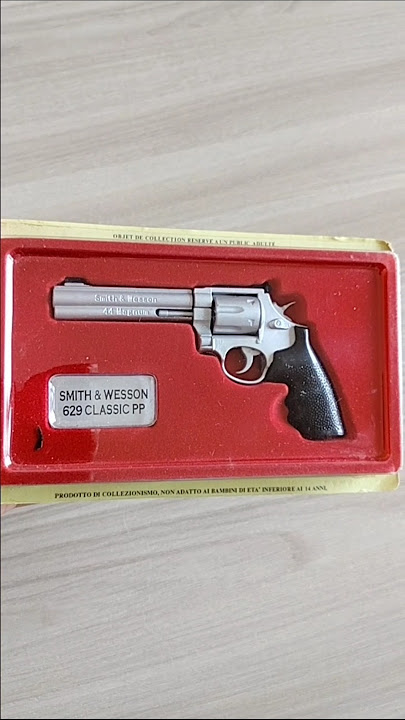 OBJET DE COLLECTION RESERVE A UN PUBLIC ADULTE
Smith & Wesson
44 Magnum
SMITH & WESSON
629 CLASSIC PP
PRODOTTO DI COLLEZIONISMO, NON ADATTO AI BAMBINI DI ETA' INFERIORE AI 14 ANNI.